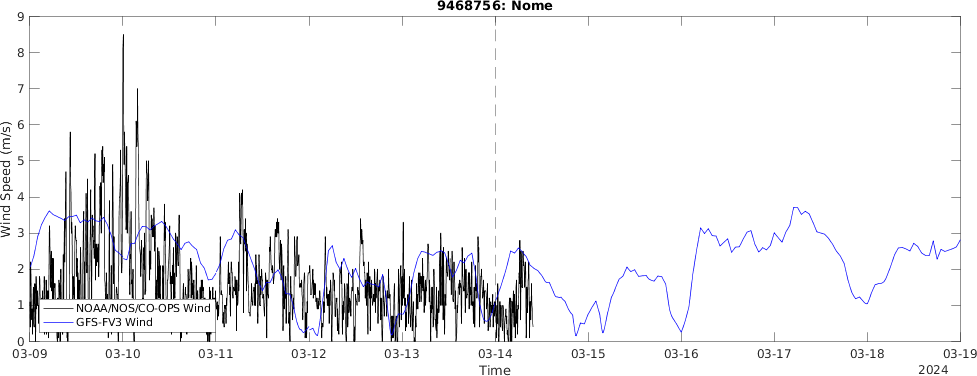 9468756: Nome
9
8
7
6
5
4
3
2
1
0
Wind Speed (m/s)
NOAA/NOS/CO-OPS Wind
GFS-FV3 Wind
03-09 03-10 03-11 03-12 03-13 03-14 03-15 03-16 03-17 03-18 03-19
Time
2024